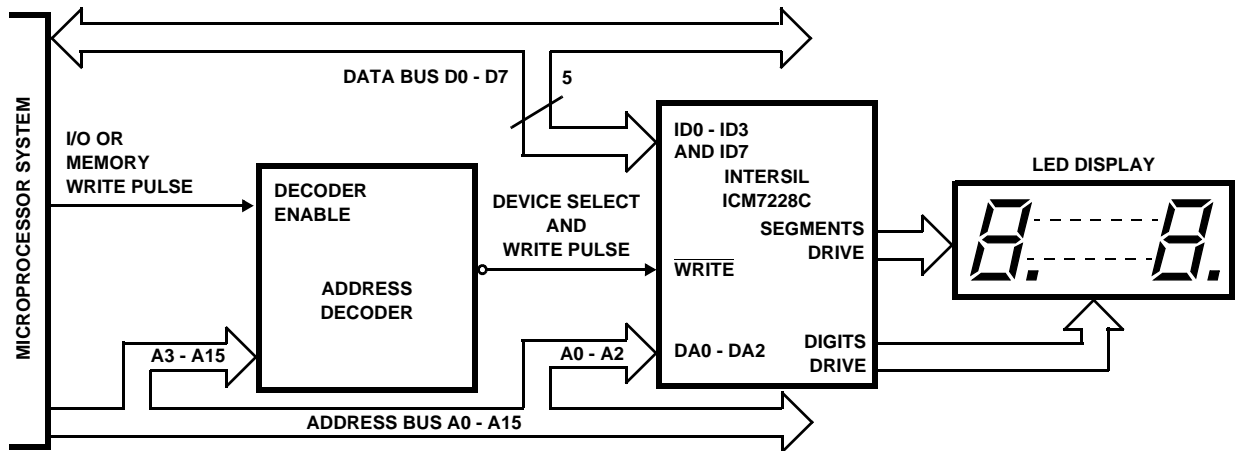 MICROPROCESSOR SYSTEM
DATA BUS D0 - D7
5
I/O OR
MEMORY
WRITE PULSE
DECODER
ENABLE
ADDRESS
DECODER
DEVICE SELECT
AND
WRITE PULSE
ID0 - ID3
AND ID7
INTERSIL
ICM7228C
SEGMENTS
DRIVE
WRITE
DA0 - DA2
DIGITS
DRIVE
LED DISPLAY
8. 8.
A3 - A15
A0 - A2
ADDRESS BUS A0 - A15